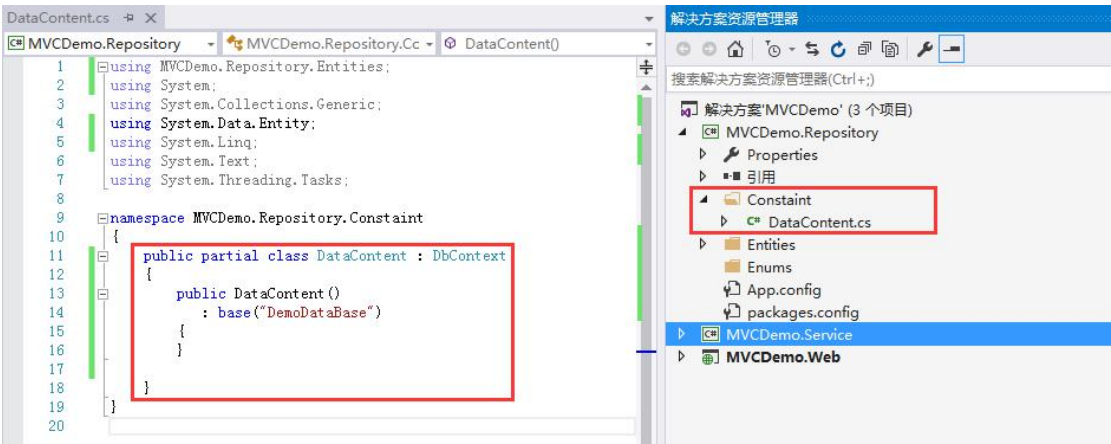 DataContent.cs
MVCDemo.Repository
MVCDemo.Repository.Cc
DataContent()
1 using MVCDemo.Repository.Entities;
2 using System;
3 using System.Collections.Generic;
4 using System.Data.Entity;
5 using System.Linq;
6 using System.Text;
7 using System.Threading.Tasks;
8
9 namespace MVCDemo.Repository.Constaint
10 {
11 public partial class DataContent : DbContext
12 {
13 public DataContent()
14 : base("DemoDataBase")
15 {
16 }
17
18 }
19 }
20
解决方案资源管理器
搜索解决方案资源管理器(Ctrl+;)
解决方案'MVCDemo' (3 个项目)
C# MVCDemo.Repository
Properties
引用
Constaint
C# DataContent.cs
Entities
Enums
App.config
packages.config
C# MVCDemo.Service
MVCDemo.Web